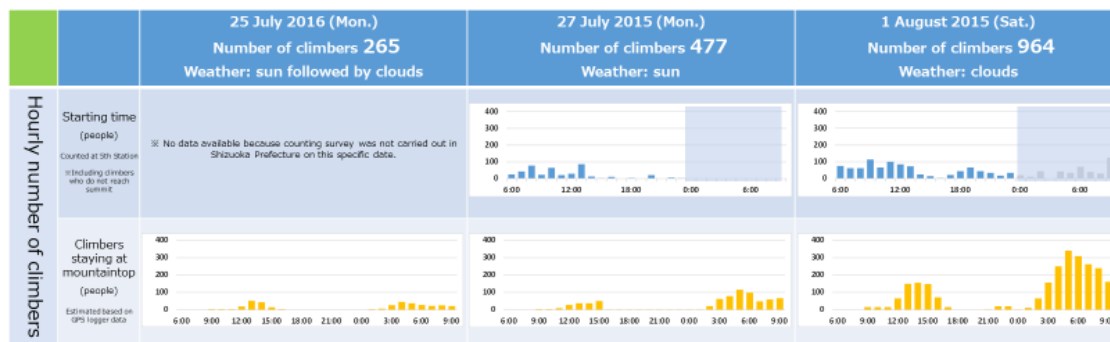 25 July 2016 (Mon.)
Number of climbers 265
Weather: sun followed by clouds
27 July 2015 (Mon.)
Number of climbers 477
Weather: sun
1 August 2015 (Sat.)
Number of climbers 964
Weather: clouds
Hourly number of climbers
Starting time
(people)
Counted at 5th Station
※Including climbers
who do not reach
summit
※ No data available because counting survey was not carried out in
Shizuoka Prefecture on this specific date.
400
300
200
100
0
6:00 12:00 18:00 0:00 6:00
400
300
200
100
0
6:00 12:00 18:00 0:00 6:00
Climbers
staying at
mountaintop
(people)
Estimated based on
GPS logger data
400
300
200
100
0
6:00 9:00 12:00 15:00 18:00 21:00 0:00 3:00 6:00 9:00
400
300
200
100
0
6:00 9:00 12:00 15:00 18:00 21:00 0:00 3:00 6:00 9:00
400
300
200
100
0
6:00 9:00 12:00 15:00 18:00 21:00 0:00 3:00 6:00 9:00